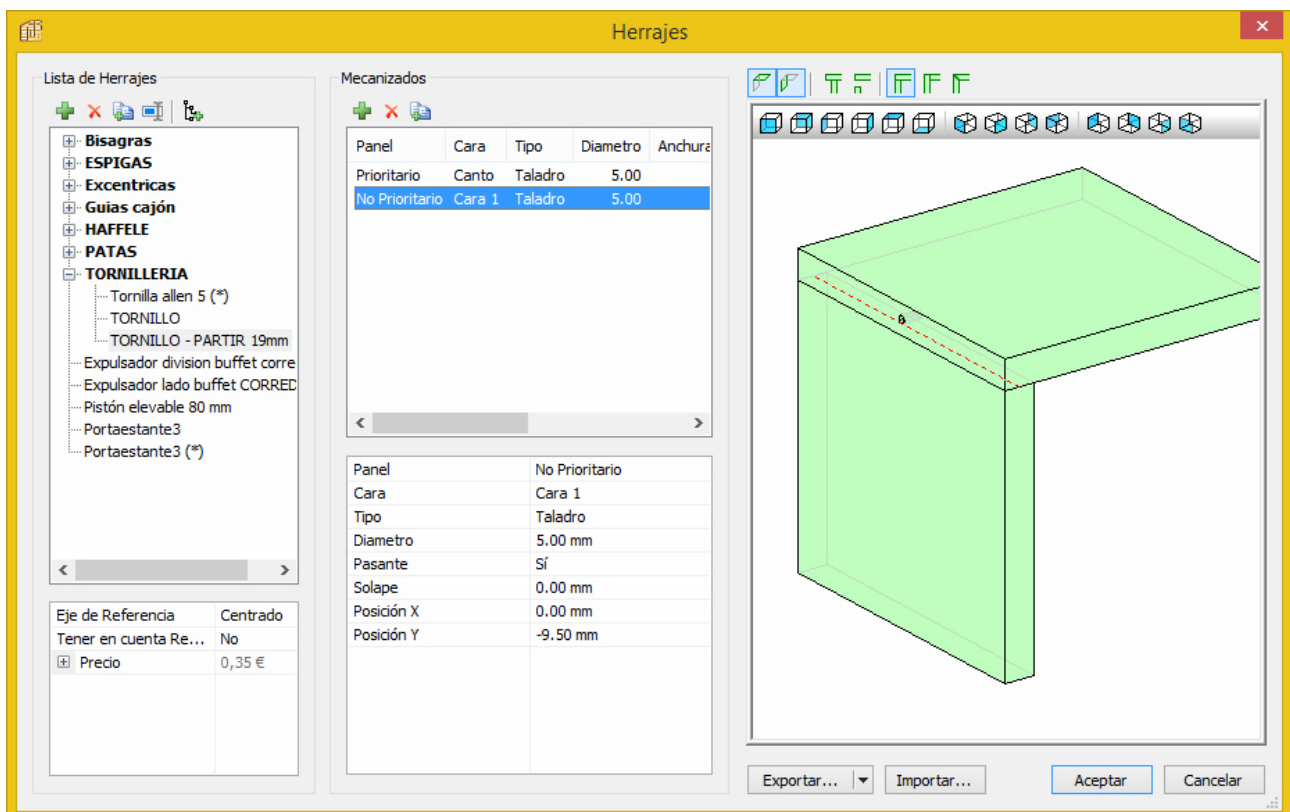 Herrajes
Lista de Herrajes
Bisagras
ESPIGAS
Excentricas
Guias cajón
HAFFELE
PATAS
TORNILLERIA
Tornilla allen 5 (*)
TORNILLO
TORNILLO - PARTIR 19mm
Expulsador division buffet corre
Expulsador lado buffet CORRED
Pistón elevable 80 mm
Portaestante3
Portaestante3 (*)
Eje de Referencia Centrado
Tener en cuenta Re... No
Precio 0,35 €
Mecanizados
Panel Cara Tipo Diametro Anchura
Prioritario Canto Taladro 5.00
No Prioritario Cara 1 Taladro 5.00
Panel No Prioritario
Cara Cara 1
Tipo Taladro
Diametro 5.00 mm
Pasante Sí
Solape 0.00 mm
Posición X 0.00 mm
Posición Y -9.50 mm
Exportar... Importar... Aceptar Cancelar